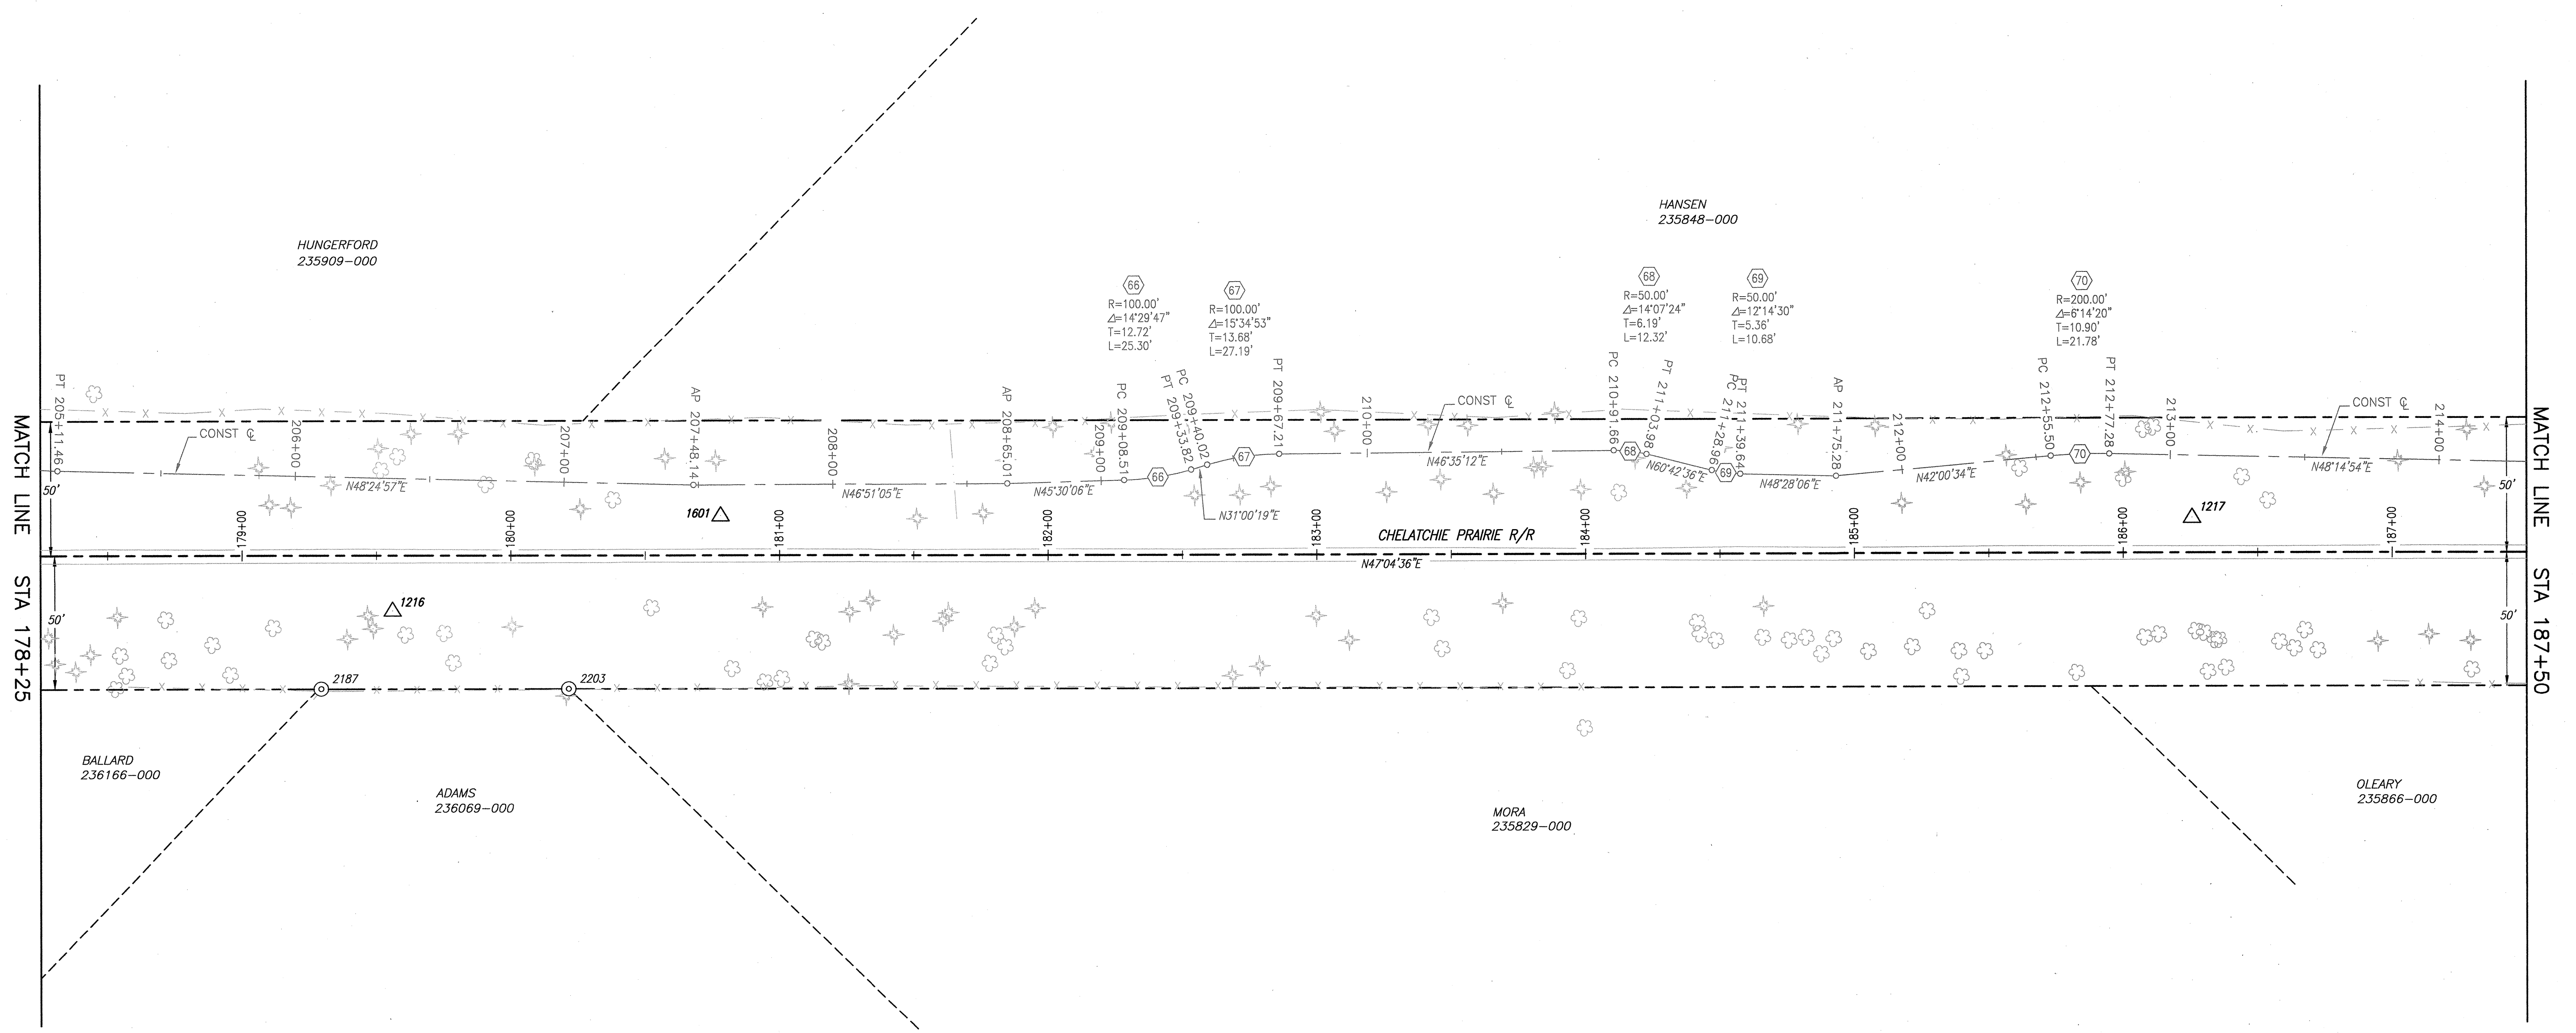 HUNGERFORD
235909-000
HANSEN
235848-000
66
R=100.00'
Δ=14°29'47"
T=12.72'
L=25.30'
67
R=100.00'
Δ=15°34'53"
T=13.68'
L=27.19'
68
R=50.00'
Δ=14°07'24"
T=6.19'
L=12.32'
69
R=50.00'
Δ=12°14'30"
T=5.36'
L=10.68'
70
R=200.00'
Δ=6°14'20"
T=10.90'
L=21.78'
MATCH LINE STA 178+25
PT 205+11.46
CONST ℄
206+00
N48°24'57"E
207+00
AP 207+48.14
208+00
N46°51'05"E
AP 208+65.01
N45°30'06"E
209+00
PC 209+08.51
66
PT 209+33.82
PC 209+40.02
N31°00'19"E
67
PT 209+67.21
210+00
CONST ℄
N46°35'12"E
PC 210+91.66
68
PT 211+03.98
N60°42'36"E
PC 211+28.96
69
PT 211+39.64
N48°28'06"E
AP 211+75.28
212+00
N42°00'34"E
PC 212+55.50
70
PT 212+77.28
213+00
CONST ℄
N48°14'54"E
214+00
MATCH LINE STA 187+50
50'
50'
1601
1217
179+00
180+00
181+00
182+00
183+00
184+00
185+00
186+00
187+00
CHELATCHIE PRAIRIE R/R
N47°04'36"E
50'
50'
1216
2187
2203
BALLARD
236166-000
ADAMS
236069-000
MORA
235829-000
OLEARY
235866-000